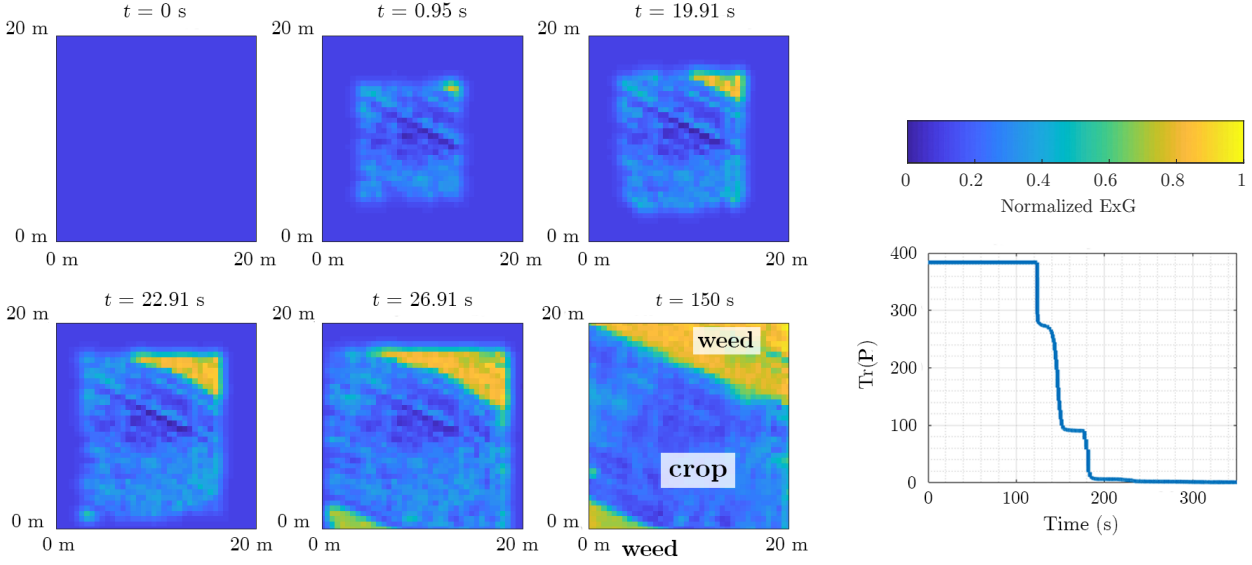 t = 0 s
t = 0.95 s
t = 19.91 s
20 m
20 m
20 m
0 m
0 m
0 m
0 m 20 m
0 m 20 m
0 m 20 m
0 0.2 0.4 0.6 0.8 1
Normalized ExG
t = 22.91 s
t = 26.91 s
t = 150 s
20 m
20 m
20 m
weed
crop
0 m
0 m
0 m
0 m 20 m
0 m 20 m
0 m 20 m
weed
400
300
200
100
0
Tr(P)
0 100 200 300
Time (s)